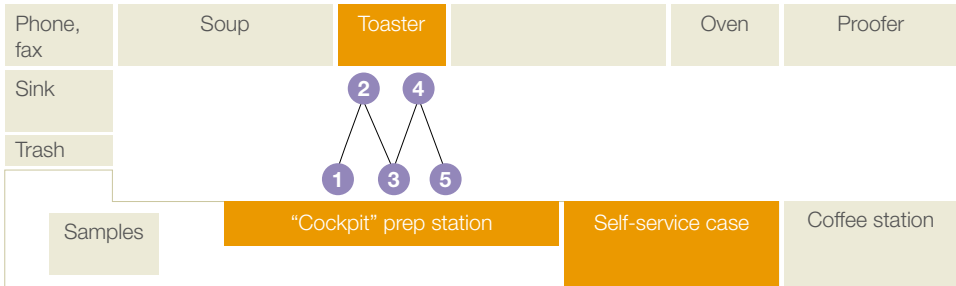 Phone,
fax
Soup
Toaster
Oven
Proofer
Sink
2
4
Trash
1
3
5
Samples
“Cockpit” prep station
Self-service case
Coffee station